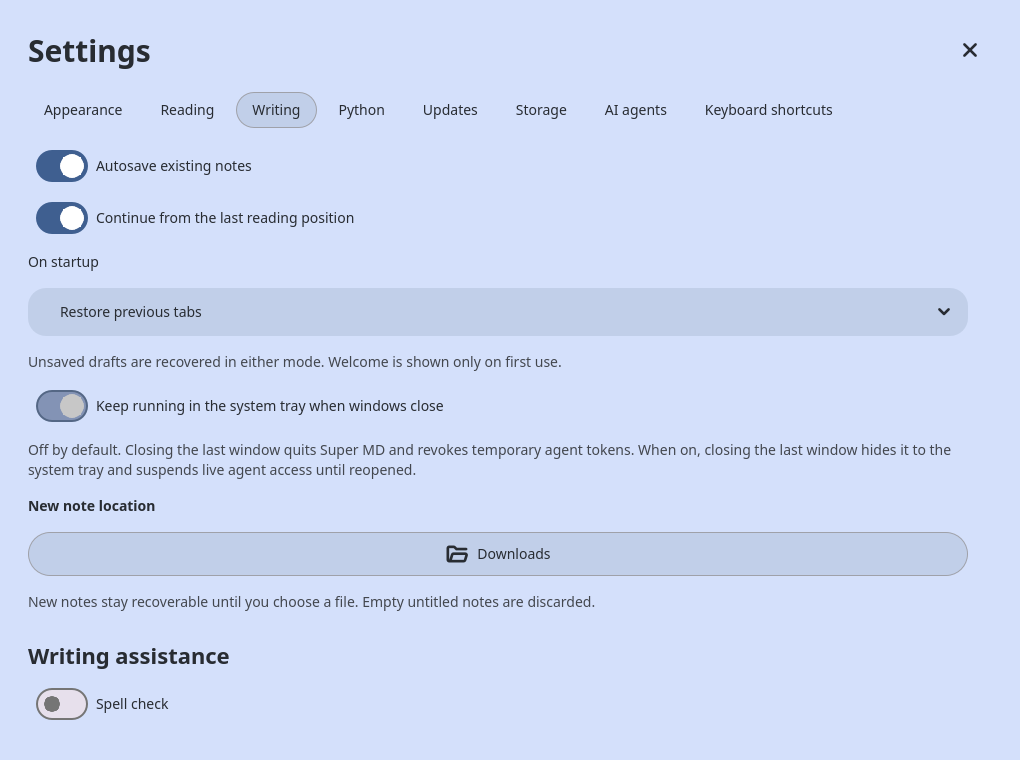 Settings
Appearance
Reading
Writing
Python
Updates
Storage
AI agents
Keyboard shortcuts
Autosave existing notes
Continue from the last reading position
On startup
Restore previous tabs
Unsaved drafts are recovered in either mode. Welcome is shown only on first use.
Keep running in the system tray when windows close
Off by default. Closing the last window quits Super MD and revokes temporary agent tokens. When on, closing the last window hides it to the
system tray and suspends live agent access until reopened.
New note location
Downloads
New notes stay recoverable until you choose a file. Empty untitled notes are discarded.
Writing assistance
Spell check